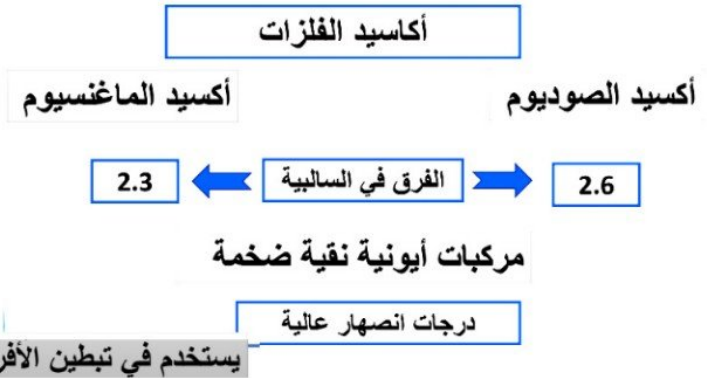 أكاسيد الفلزات
أكسيد الصوديوم
أكسيد الماغنسيوم
2.6
الفرق في السالبية
2.3
مركبات أيونية نقية ضخمة
درجات انصهار عالية
يستخدم في تبطين